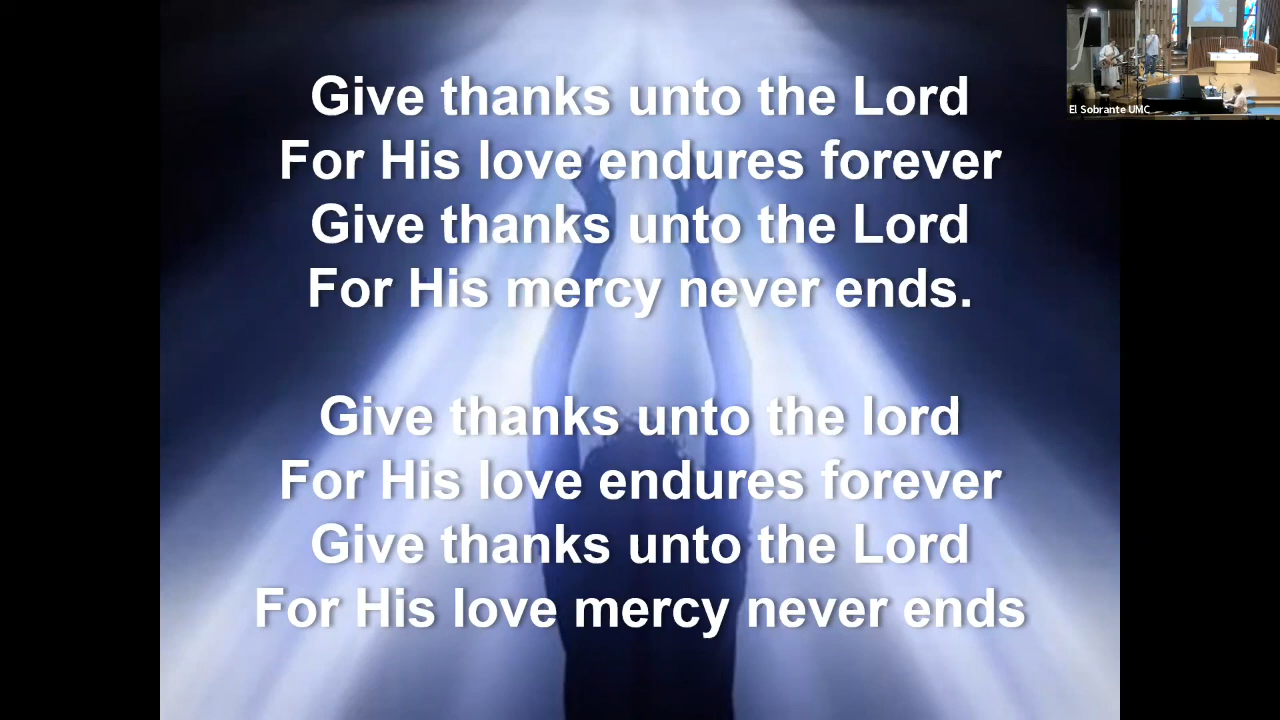 Give thanks unto the Lord
For His love endures forever
Give thanks unto the Lord
For His mercy never ends.
Give thanks unto the lord
For His love endures forever
Give thanks unto the Lord
For His love mercy never ends
El Sobrante UMC